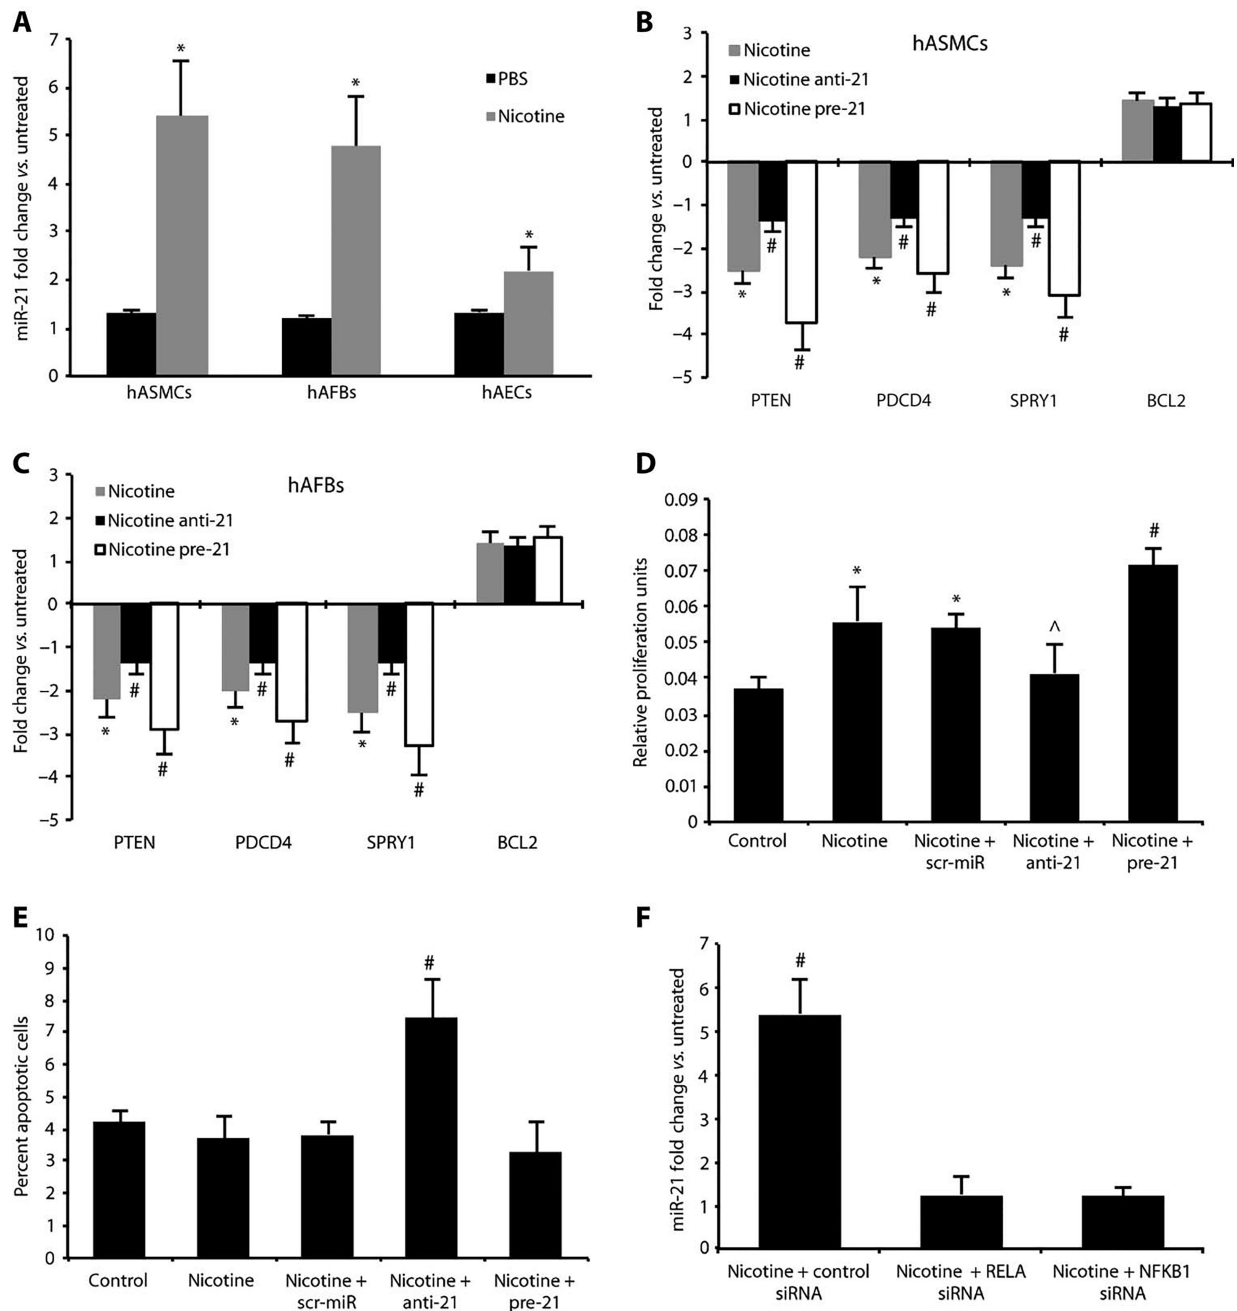 A
miR-21 fold change vs. untreated
7
6
5
4
3
2
1
0
*
*
*
PBS
Nicotine
hASMCs
hAFBs
hAECs
B
hASMCs
Nicotine
Nicotine anti-21
Nicotine pre-21
Fold change vs. untreated
3
2
1
0
−1
−2
−3
−4
−5
*
#
#
*
#
#
*
#
#
PTEN
PDCD4
SPRY1
BCL2
C
hAFBs
Nicotine
Nicotine anti-21
Nicotine pre-21
Fold change vs. untreated
3
2
1
0
−1
−2
−3
−4
−5
*
#
#
*
#
#
*
#
#
PTEN
PDCD4
SPRY1
BCL2
D
Relative proliferation units
0.09
0.08
0.07
0.06
0.05
0.04
0.03
0.02
0.01
0
*
*
^
#
Control
Nicotine
Nicotine +
scr-miR
Nicotine +
anti-21
Nicotine +
pre-21
E
Percent apoptotic cells
10
9
8
7
6
5
4
3
2
1
0
#
Control
Nicotine
Nicotine +
scr-miR
Nicotine +
anti-21
Nicotine +
pre-21
F
miR-21 fold change vs. untreated
7
6
5
4
3
2
1
0
#
Nicotine + control
siRNA
Nicotine + RELA
siRNA
Nicotine + NFKB1
siRNA